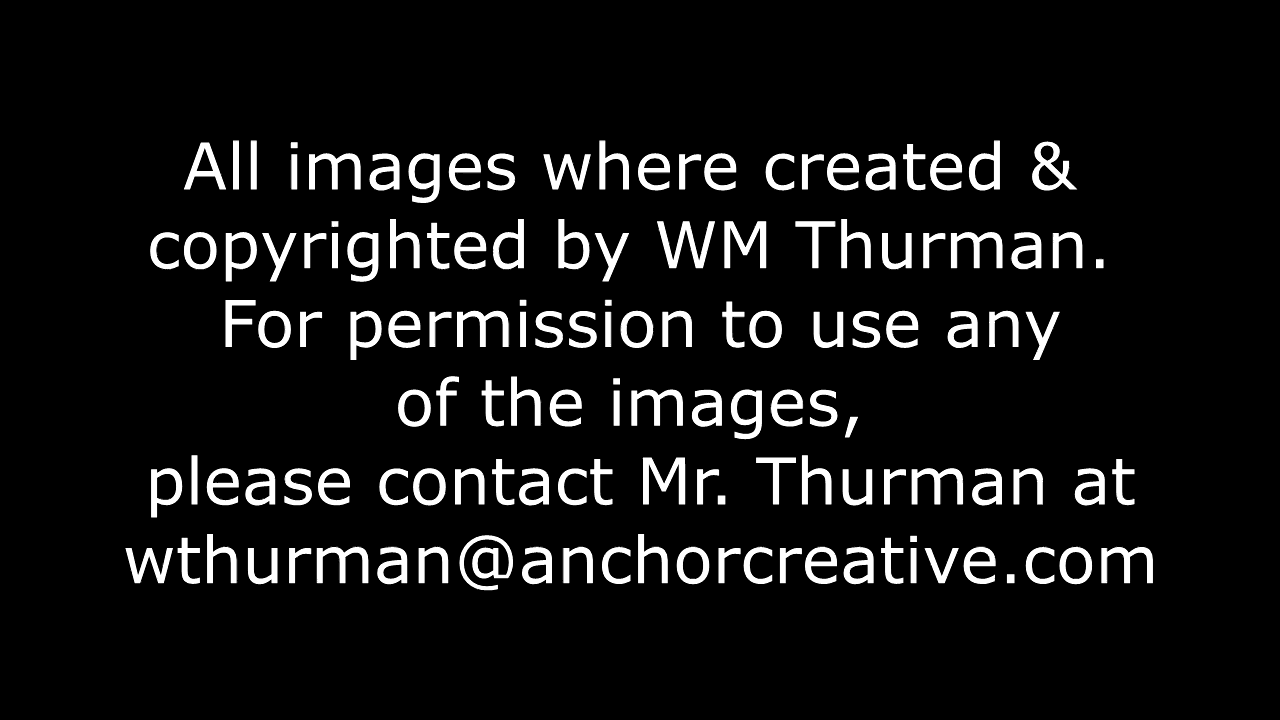 All images where created &
copyrighted by WM Thurman.
For permission to use any
of the images,
please contact Mr. Thurman at
wthurman@anchorcreative.com